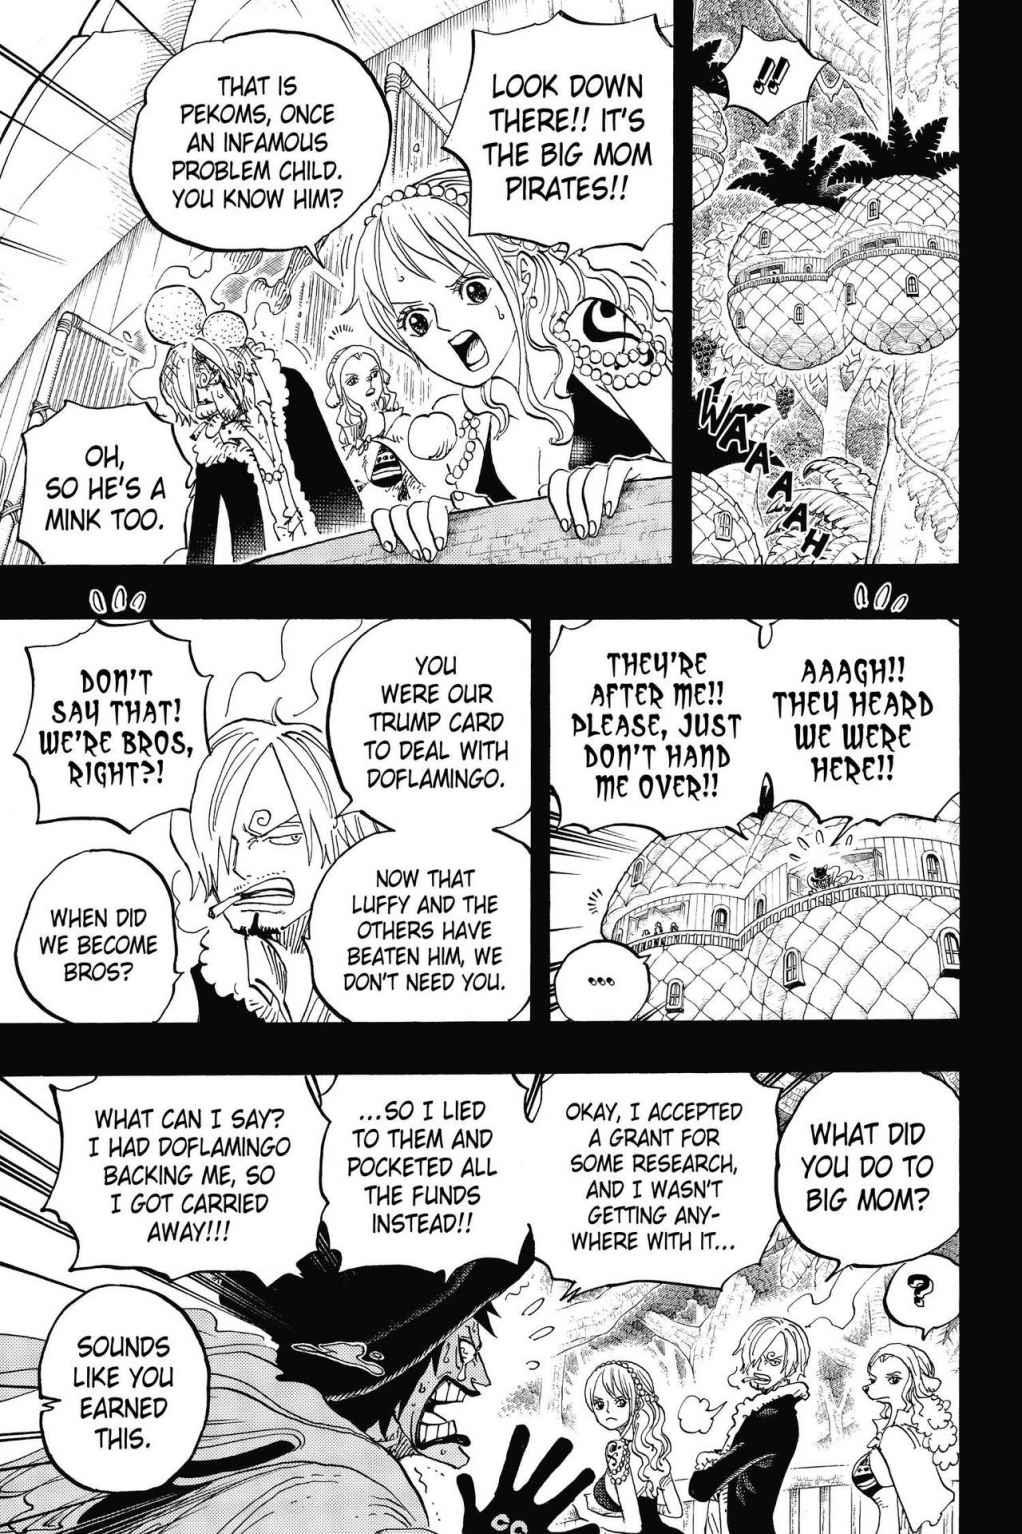 !!
WAAAAH
LOOK DOWN
THERE!! IT'S
THE BIG MOM
PIRATES!!
THAT IS
PEKOMS, ONCE
AN INFAMOUS
PROBLEM CHILD.
YOU KNOW HIM?
OH,
SO HE'S A
MINK TOO.
AAAGH!!
THEY HEARD
WE WERE
HERE!!
THEY'RE
AFTER ME!!
PLEASE, JUST
DON'T HAND
ME OVER!!
...
YOU
WERE OUR
TRUMP CARD
TO DEAL WITH
DOFLAMINGO.
NOW THAT
LUFFY AND THE
OTHERS HAVE
BEATEN HIM, WE
DON'T NEED YOU.
DON'T
SAY THAT!
WE'RE BROS,
RIGHT?!
WHEN DID
WE BECOME
BROS?
WHAT DID
YOU DO TO
BIG MOM?
?
OKAY, I ACCEPTED
A GRANT FOR
SOME RESEARCH,
AND I WASN'T
GETTING ANY-
WHERE WITH IT...
...SO I LIED
TO THEM AND
POCKETED ALL
THE FUNDS
INSTEAD!!
WHAT CAN I SAY?
I HAD DOFLAMINGO
BACKING ME, SO
I GOT CARRIED
AWAY!!!
SOUNDS
LIKE YOU
EARNED
THIS.